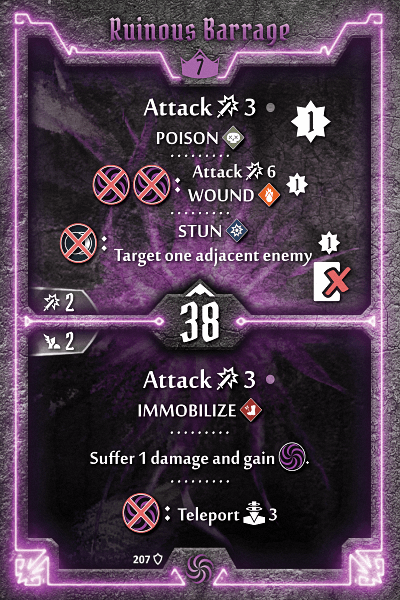 Ruinous Barrage
7
Attack 3
1
POISON
: Attack 6
WOUND
1
: STUN
1
Target one adjacent enemy
2
38
2
Attack 3
IMMOBILIZE
Suffer 1 damage and gain .
: Teleport 3
207